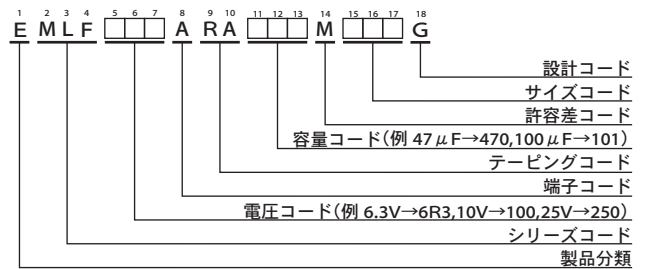 1 2 3 4 5 6 7 8 9 10 11 12 13 14 15 16 17 18
E M L F □□□ A R A □□□ M □□□ G
設計コード
サイズコード
許容差コード
容量コード(例 47μF→470,100μF→101)
テーピングコード
端子コード
電圧コード(例 6.3V→6R3,10V→100,25V→250)
シリーズコード
製品分類